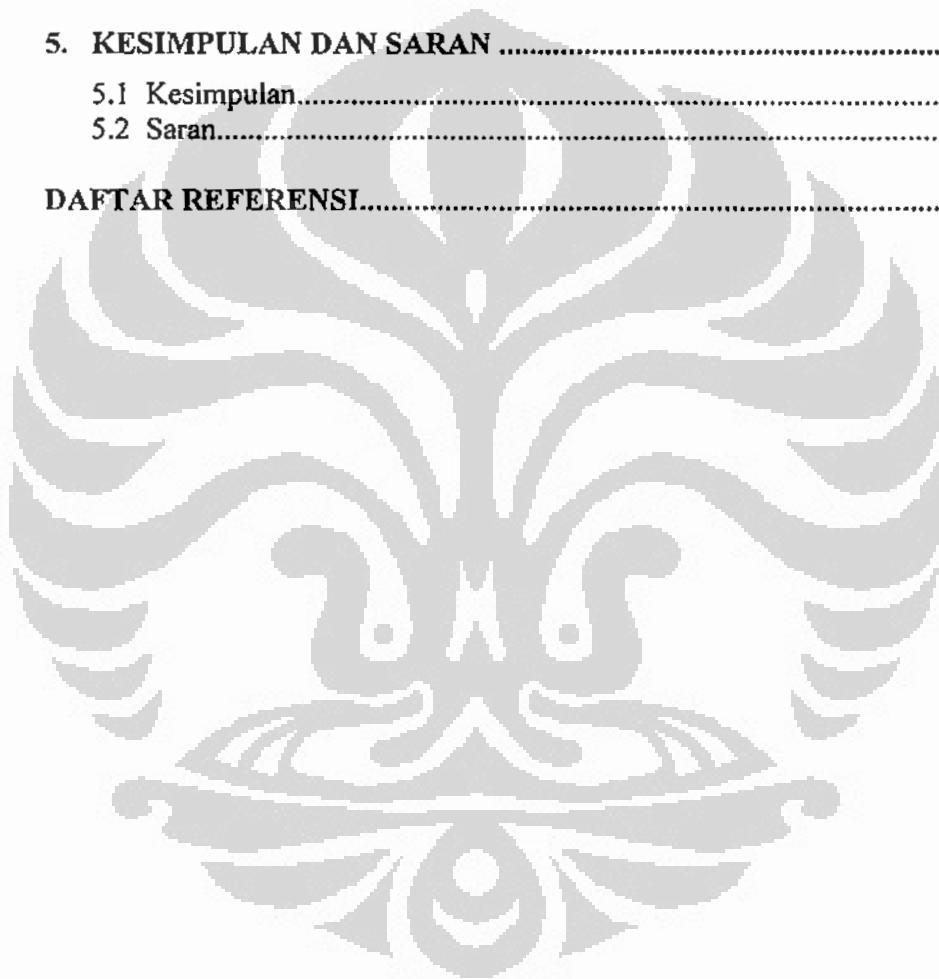 5. KESIMPULAN DAN SARAN ........................................................................
5.1 Kesimpulan........................................................................................................
5.2 Saran....................................................................................................................
DAFTAR REFERENSI...............................................................................................